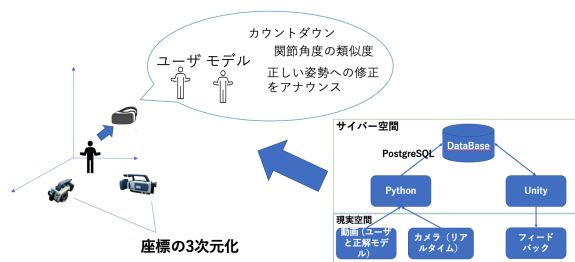 カウントダウン
ユーザ モデル
関節角度の類似度
正しい姿勢への修正
をアナウンス
座標の3次元化
サイバー空間
DataBase
PostgreSQL
Python
Unity
現実空間
動画 (ユーザ
と正解モデ
ル)
カメラ (リア
ルタイム)
フィード
バック